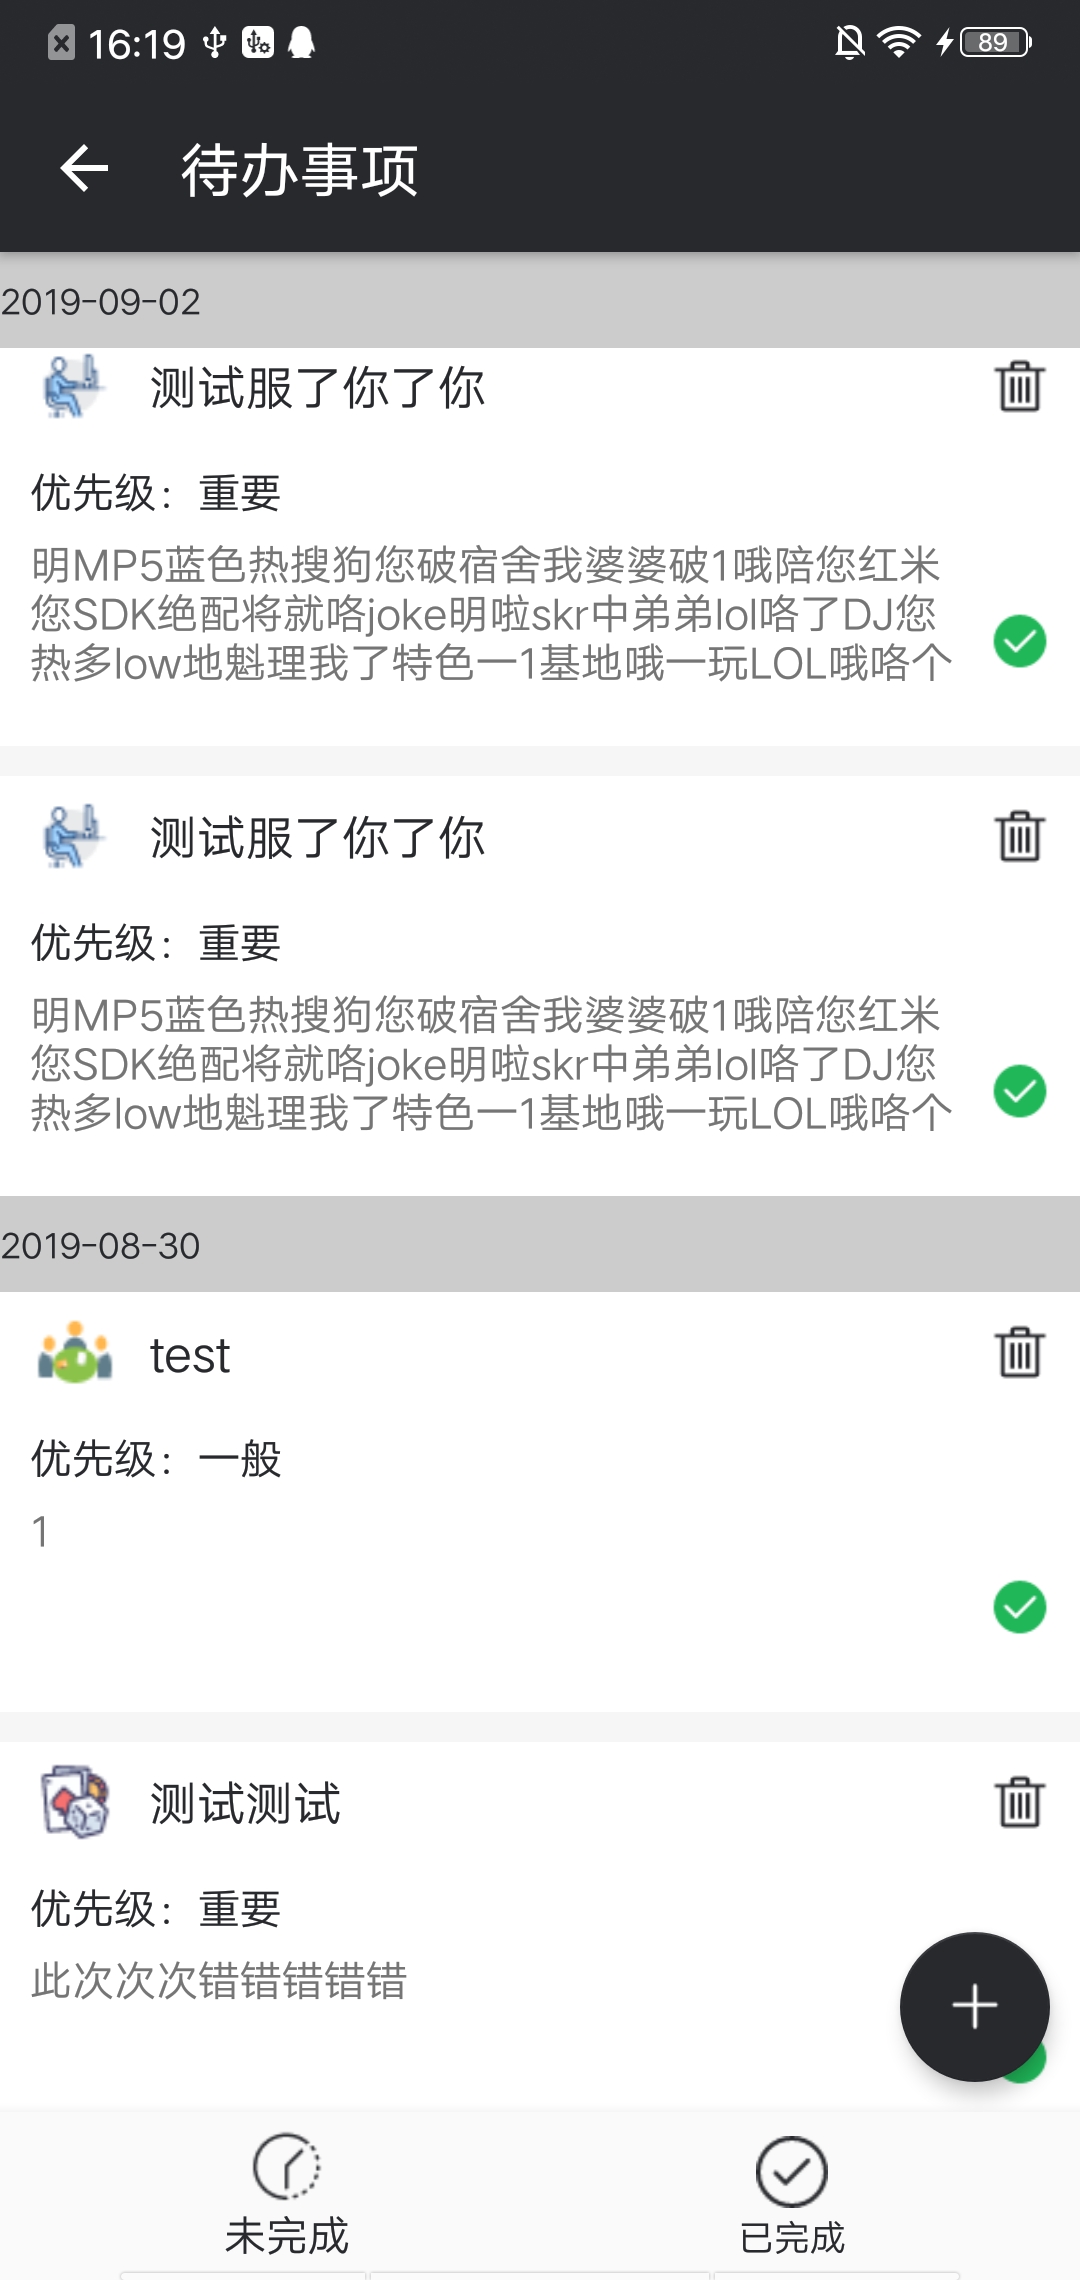 16:19
89
待办事项
2019-09-02
测试服了你了你
优先级：重要
明MP5蓝色热搜狗您破宿舍我婆婆破1哦陪您红米
您SDK绝配将就咯joke明啦skr中弟弟lol咯了DJ您
热多low地魁理我了特色一1基地哦一玩LOL哦咯个
测试服了你了你
优先级：重要
明MP5蓝色热搜狗您破宿舍我婆婆破1哦陪您红米
您SDK绝配将就咯joke明啦skr中弟弟lol咯了DJ您
热多low地魁理我了特色一1基地哦一玩LOL哦咯个
2019-08-30
test
优先级：一般
1
测试测试
优先级：重要
此次次次错错错错错
未完成
已完成